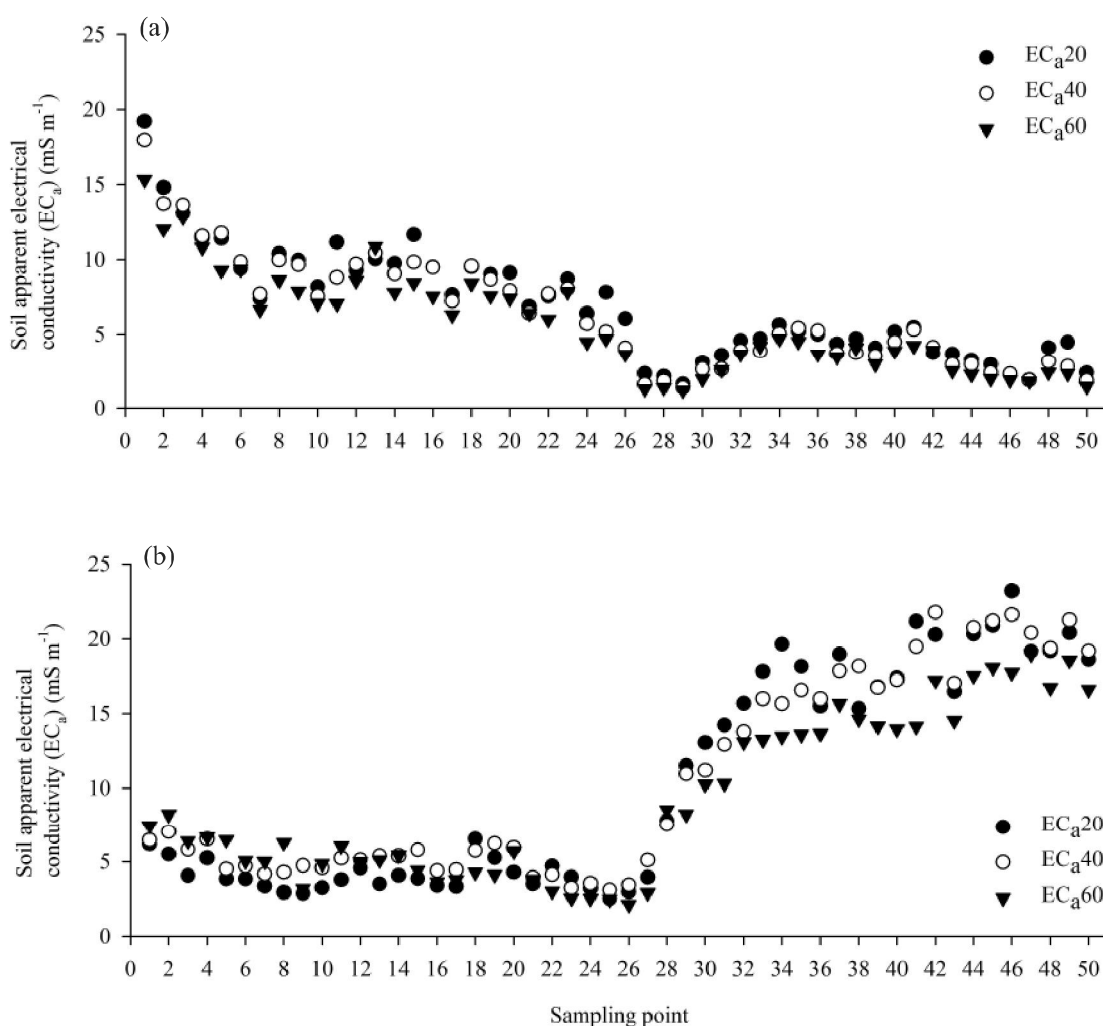 (a)
25
20
15
10
5
0
Soil apparent electrical
conductivity (ECa) (mS m-1)
ECa20
ECa40
ECa60
0 2 4 6 8 10 12 14 16 18 20 22 24 26 28 30 32 34 36 38 40 42 44 46 48 50
(b)
25
20
15
10
5
0
Soil apparent electrical
conductivity (ECa) (mS m-1)
ECa20
ECa40
ECa60
0 2 4 6 8 10 12 14 16 18 20 22 24 26 28 30 32 34 36 38 40 42 44 46 48 50
Sampling point